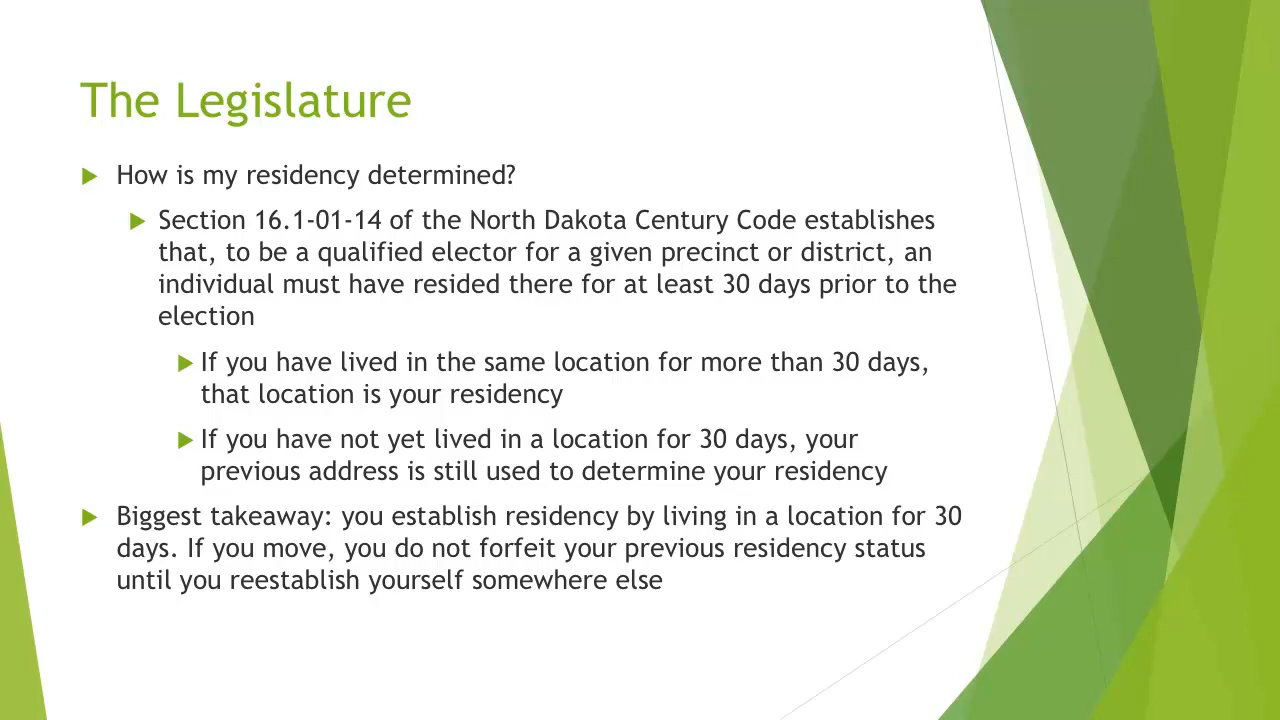 The Legislature
How is my residency determined?
Section 16.1-01-14 of the North Dakota Century Code establishes
that, to be a qualified elector for a given precinct or district, an
individual must have resided there for at least 30 days prior to the
election
If you have lived in the same location for more than 30 days,
that location is your residency
If you have not yet lived in a location for 30 days, your
previous address is still used to determine your residency
Biggest takeaway: you establish residency by living in a location for 30
days. If you move, you do not forfeit your previous residency status
until you reestablish yourself somewhere else